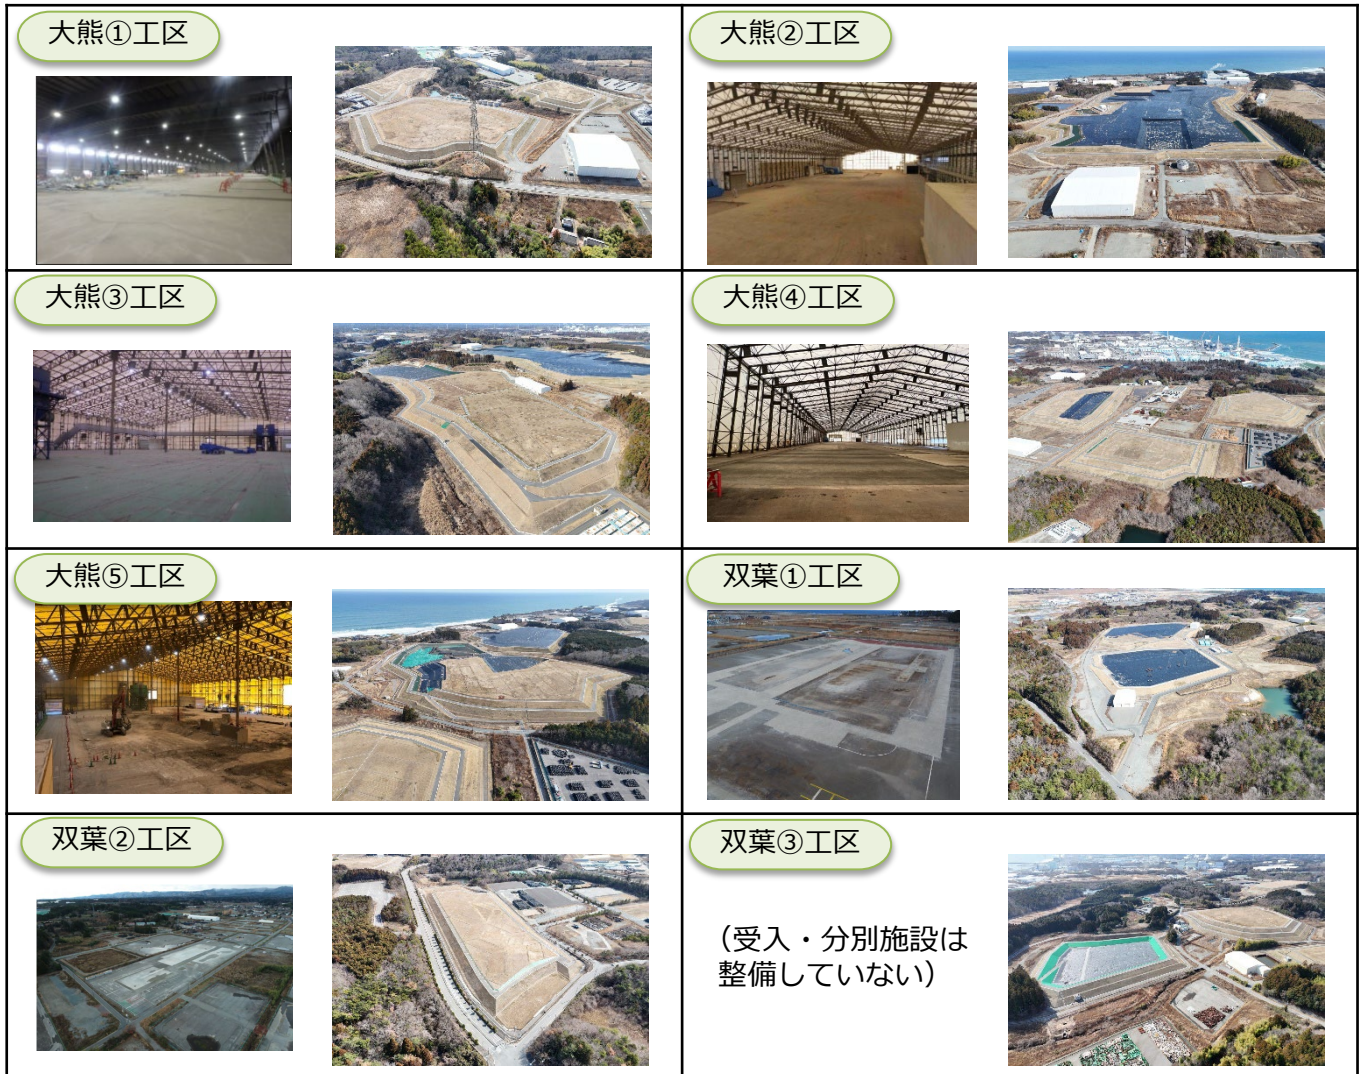 大熊①工区
大熊②工区
大熊③工区
大熊④工区
大熊⑤工区
双葉①工区
双葉②工区
双葉③工区
（受入・分別施設は
整備していない）